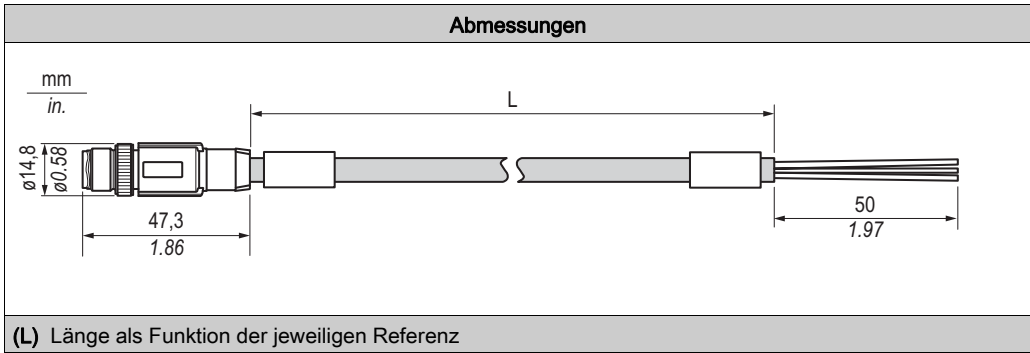 Abmessungen
mm
in.
L
ø14,8
ø0.58
47,3
1.86
50
1.97
(L) Länge als Funktion der jeweiligen Referenz